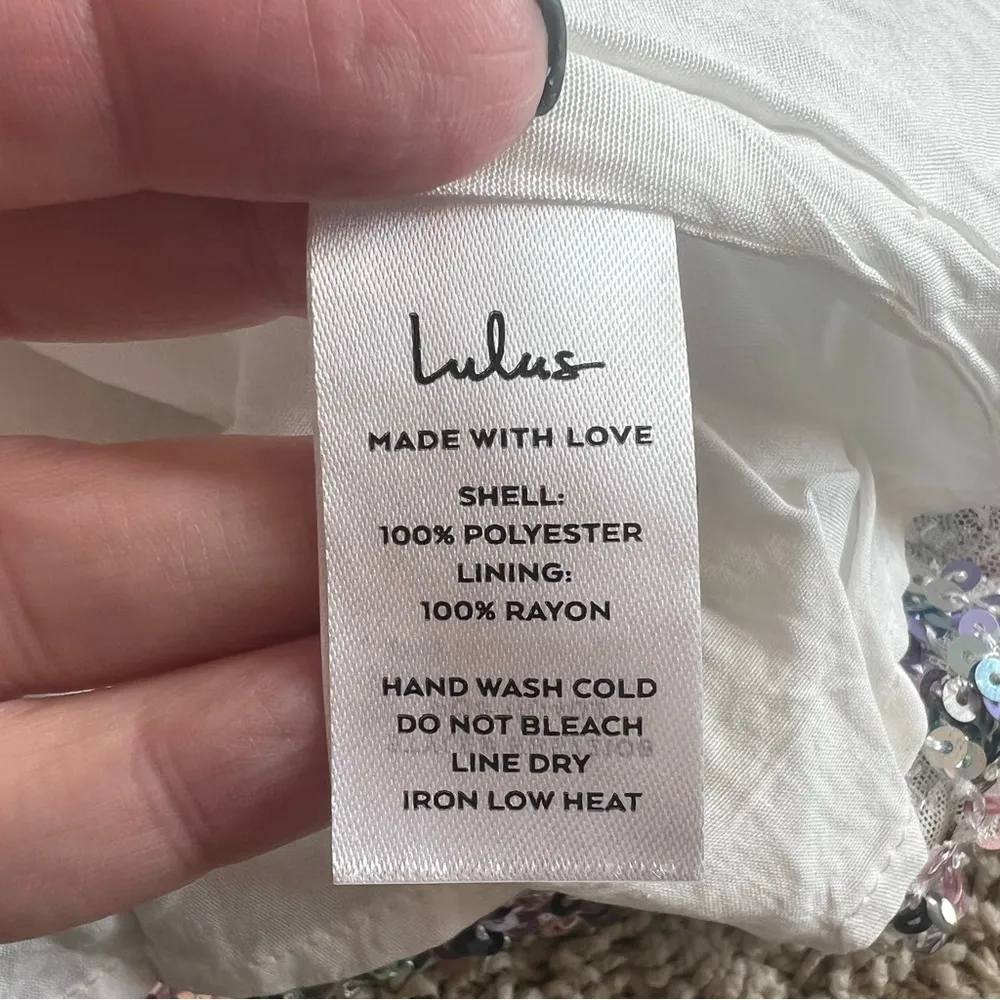 Lulus
MADE WITH LOVE
SHELL:
100% POLYESTER
LINING:
100% RAYON
HAND WASH COLD
DO NOT BLEACH
LINE DRY
IRON LOW HEAT